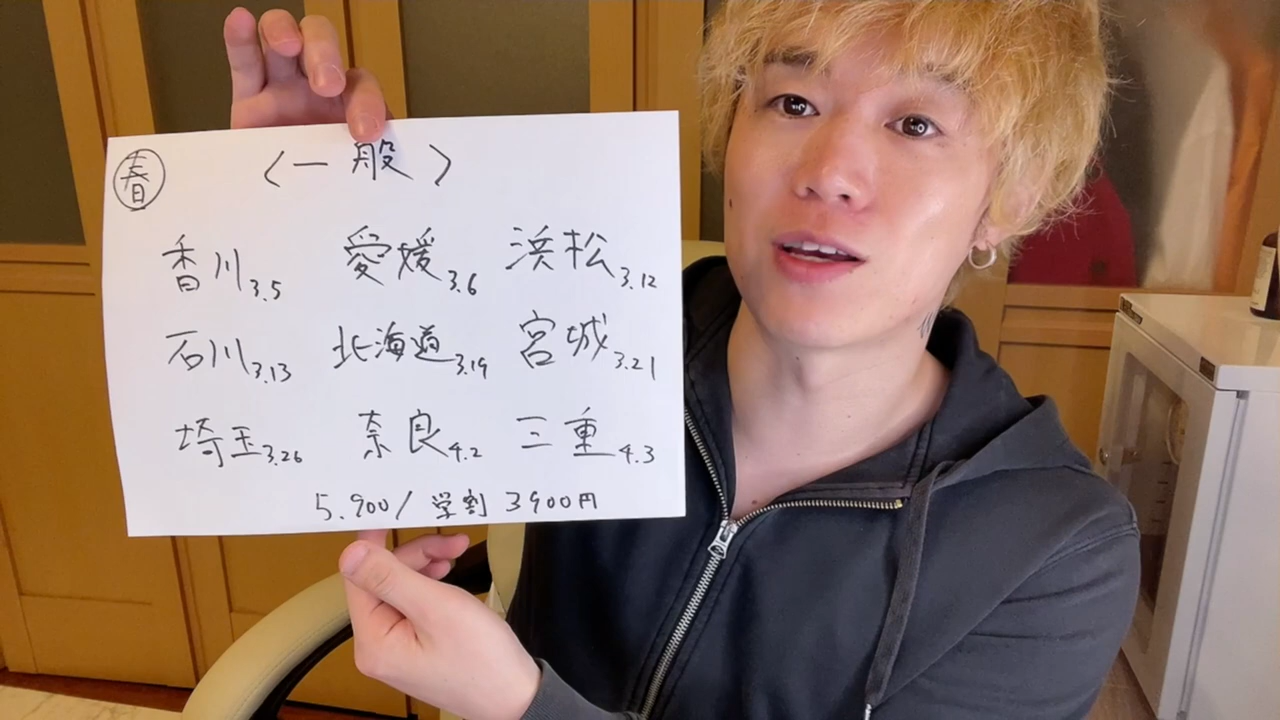 春
〈一般〉
香川3.5 愛媛3.6 浜松3.12
石川3.13 北海道3.19 宮城3.21
埼玉3.26 奈良4.2 三重4.3
5.900/学割 3900円